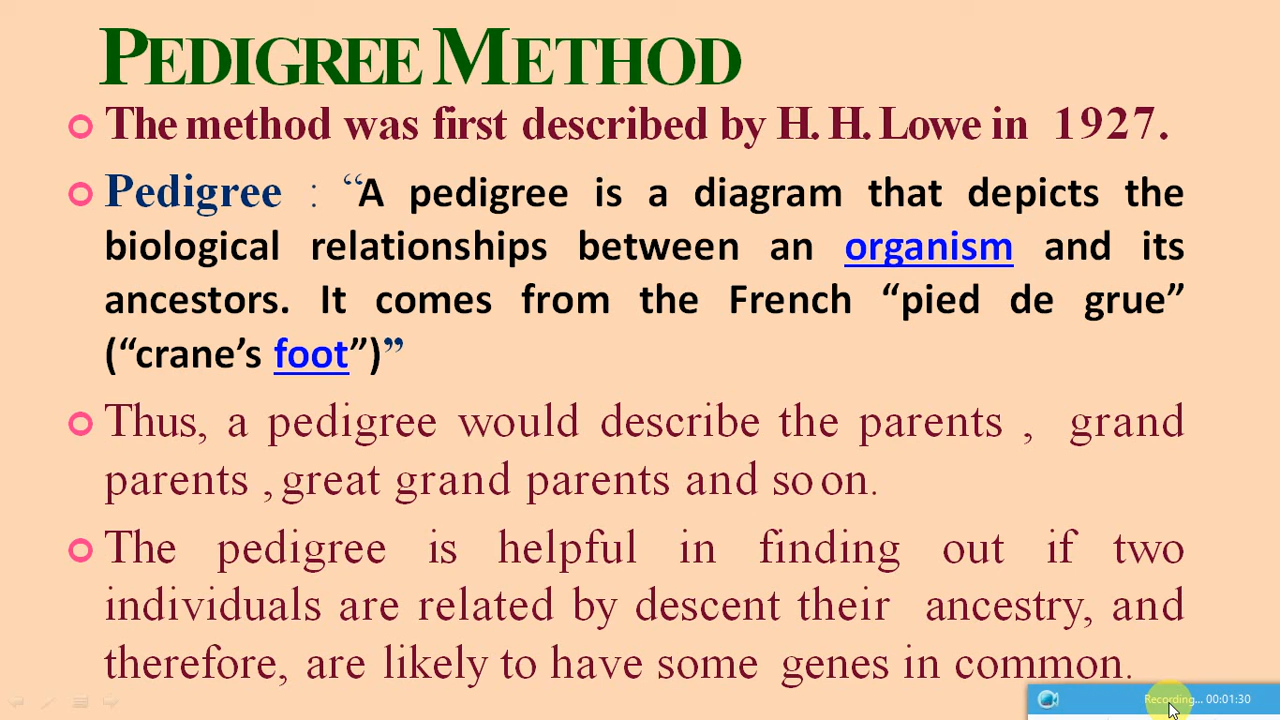 PEDIGREE METHOD
The method was first described by H. H. Lowe in 1927.
Pedigree : “A pedigree is a diagram that depicts the
biological relationships between an organism and its
ancestors. It comes from the French “pied de grue”
(“crane’s foot”)”
Thus, a pedigree would describe the parents , grand
parents , great grand parents and so on.
The pedigree is helpful in finding out if two
individuals are related by descent their ancestry, and
therefore, are likely to have some genes in common.
Recording... 00:01:30